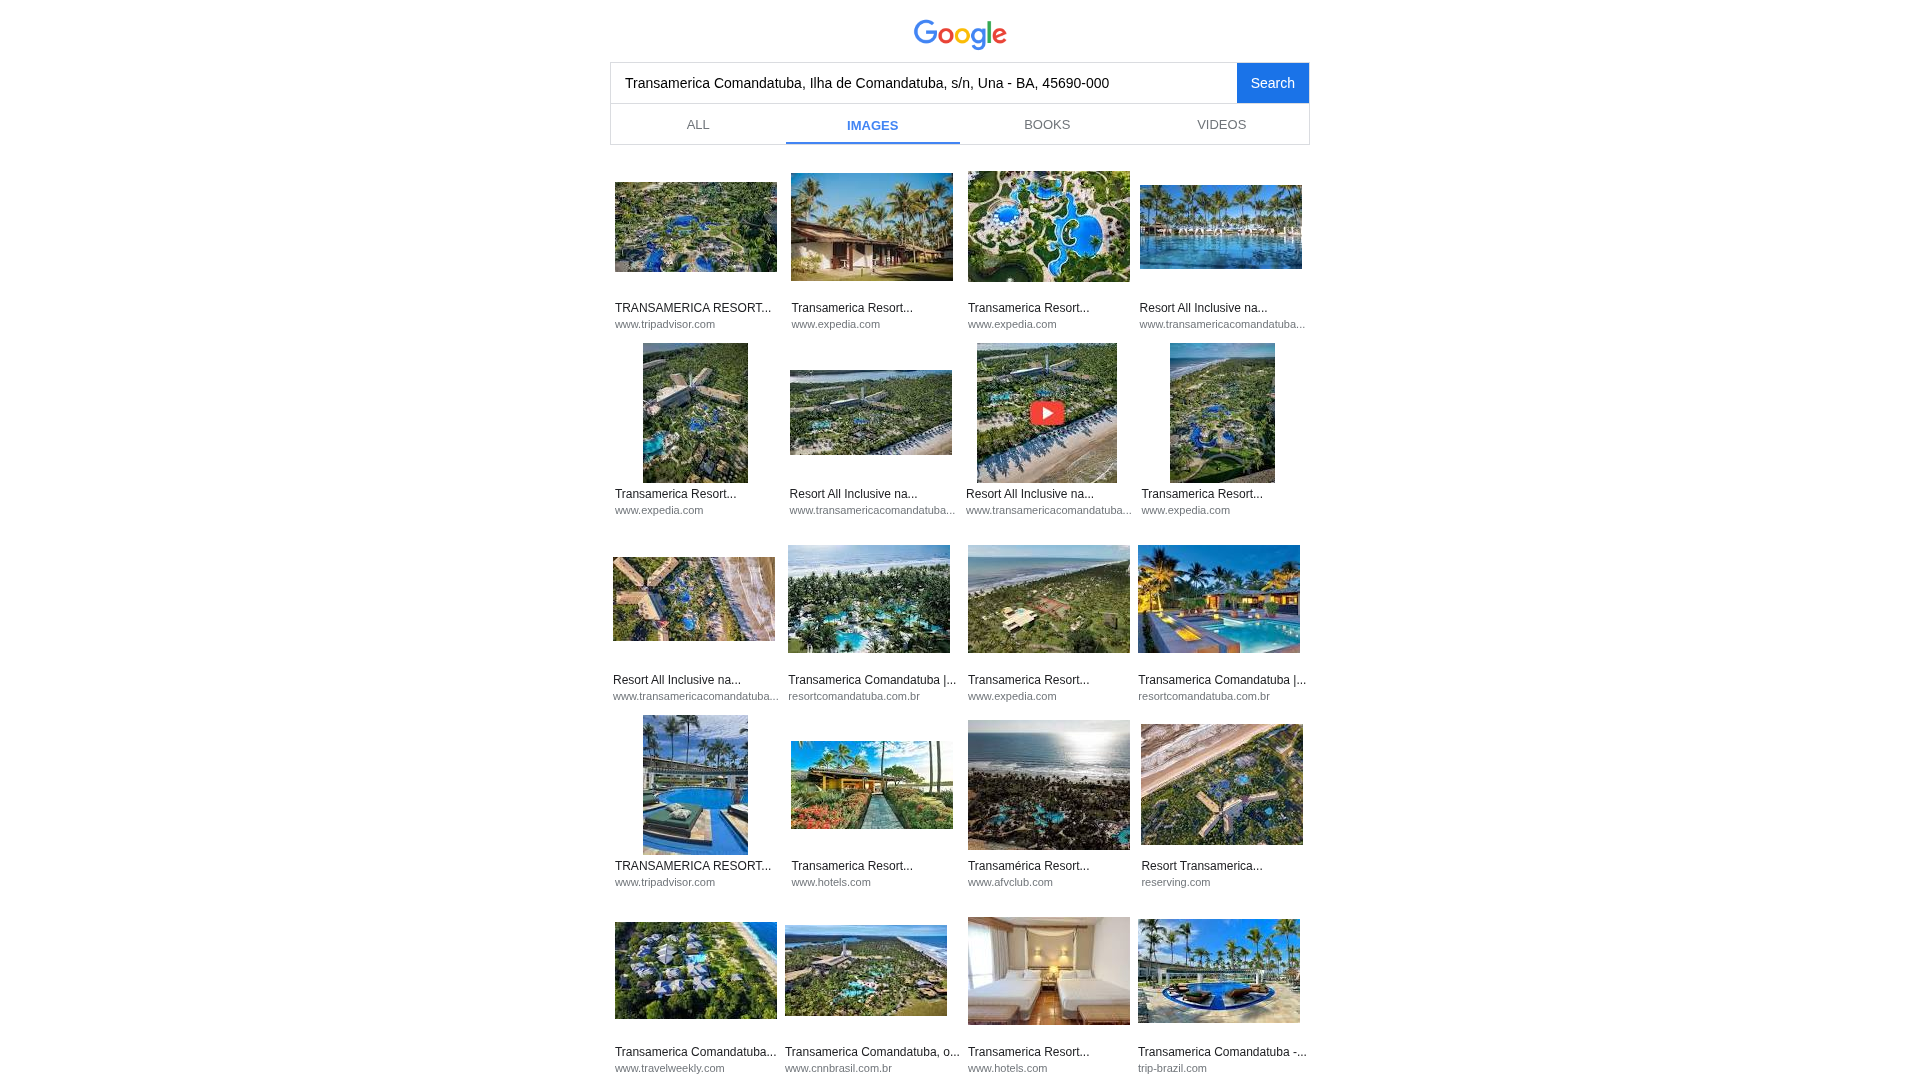 Google
Transamerica Comandatuba, Ilha de Comandatuba, s/n, Una - BA, 45690-000
Search
ALL IMAGES BOOKS VIDEOS
TRANSAMERICA RESORT... Transamerica Resort... Transamerica Resort... Resort All Inclusive na...
www.tripadvisor.com www.expedia.com www.expedia.com www.transamericacomandatuba...
Transamerica Resort... Resort All Inclusive na... Resort All Inclusive na... Transamerica Resort...
www.expedia.com www.transamericacomandatuba... www.transamericacomandatuba... www.expedia.com
Resort All Inclusive na... Transamerica Comandatuba |... Transamerica Resort... Transamerica Comandatuba |...
www.transamericacomandatuba... resortcomandatuba.com.br www.expedia.com resortcomandatuba.com.br
TRANSAMERICA RESORT... Transamerica Resort... Transamérica Resort... Resort Transamerica...
www.tripadvisor.com www.hotels.com www.afvclub.com reserving.com
Transamerica Comandatuba... Transamerica Comandatuba, o... Transamerica Resort... Transamerica Comandatuba -...
www.travelweekly.com www.cnnbrasil.com.br www.hotels.com trip-brazil.com